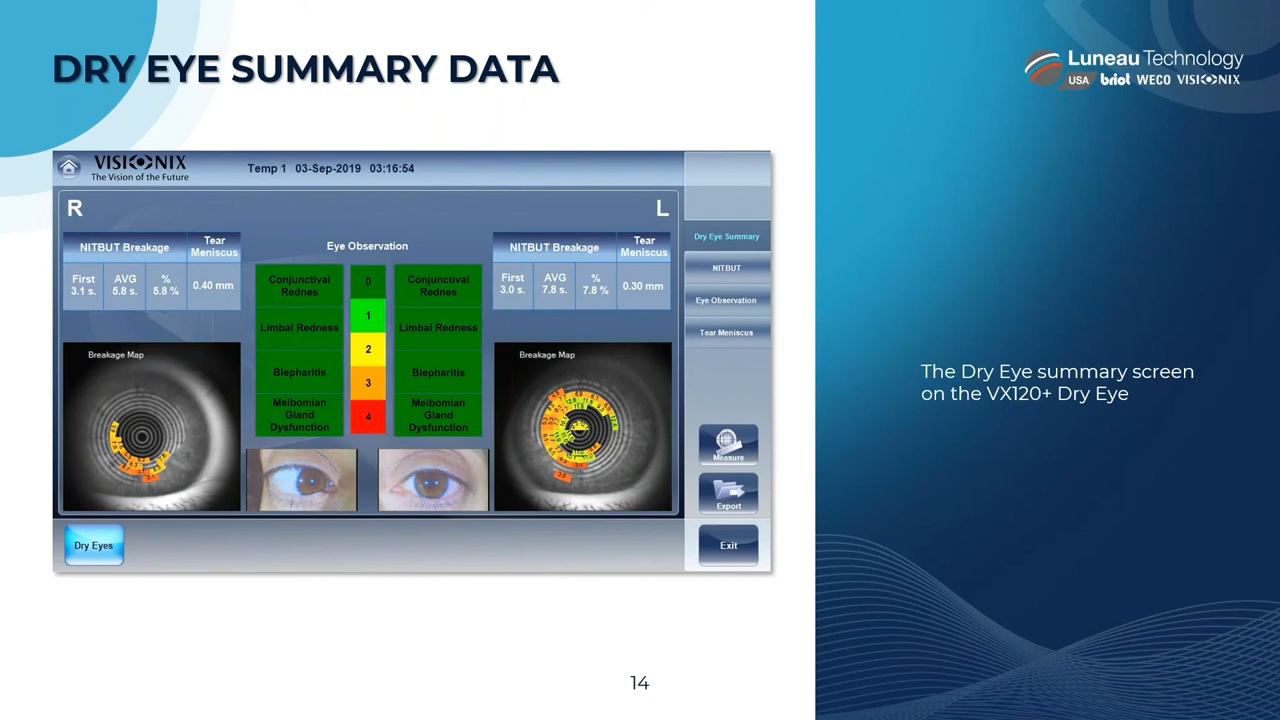 DRY EYE SUMMARY DATA
Luneau Technology
USA briot WECO VISIONIX
VISIONIX
The Vision of the Future
Temp 1 03-Sep-2019 03:16:54
R
L
NITBUT Breakage
Tear
Meniscus
First
3.1 s.
AVG
5.8 s.
%
5.8 %
0.40 mm
Eye Observation
Conjunctival
Rednes
Limbal Redness
Blepharitis
Meibomian
Gland
Dysfunction
0
1
2
3
4
Conjunctival
Rednes
Limbal Redness
Blepharitis
Meibomian
Gland
Dysfunction
NITBUT Breakage
Tear
Meniscus
First
3.0 s.
AVG
7.8 s.
%
7.8 %
0.30 mm
Breakage Map
Breakage Map
Dry Eye Summary
NITBUT
Eye Observation
Tear Meniscus
Measure
Export
Exit
Dry Eyes
The Dry Eye summary screen
on the VX120+ Dry Eye
14